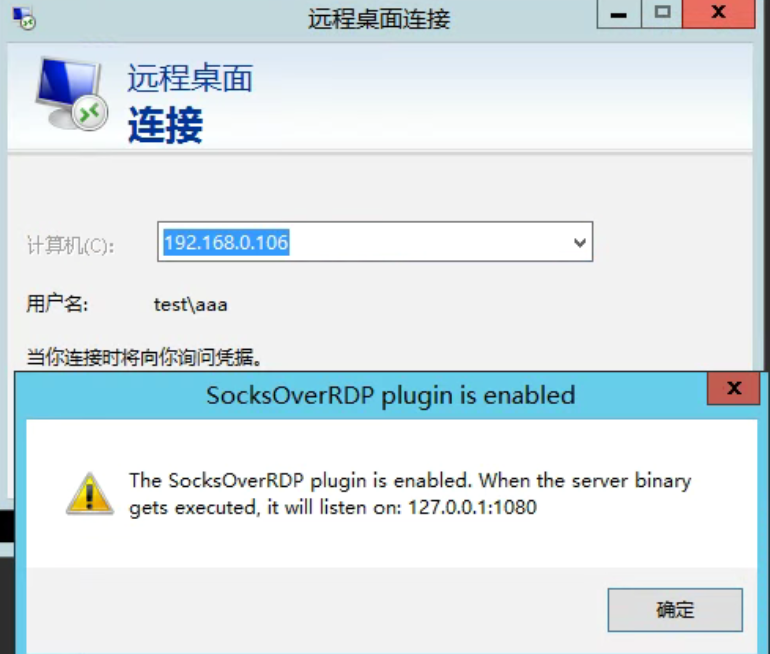 远程桌面连接
远程桌面
连接
计算机(C):
192.168.0.106
用户名:
test\aaa
当你连接时将向你询问凭据。
SocksOverRDP plugin is enabled
The SocksOverRDP plugin is enabled. When the server binary
gets executed, it will listen on: 127.0.0.1:1080
确定